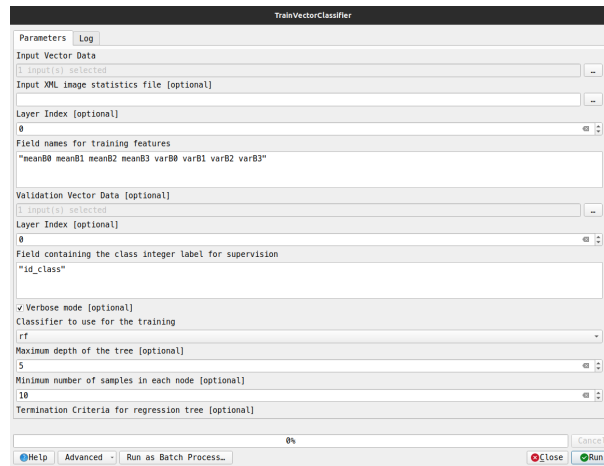 TrainVectorClassifier
Parameters Log
Input Vector Data
1 input(s) selected
…
Input XML image statistics file [optional]
…
Layer Index [optional]
0
Field names for training features
"meanB0 meanB1 meanB2 meanB3 varB0 varB1 varB2 varB3"
Validation Vector Data [optional]
1 input(s) selected
…
Layer Index [optional]
0
Field containing the class integer label for supervision
"id_class"
Verbose mode [optional]
Classifier to use for the training
rf
Maximum depth of the tree [optional]
5
Minimum number of samples in each node [optional]
10
Termination Criteria for regression tree [optional]
0% Cancel
Help Advanced Run as Batch Process… Close Run